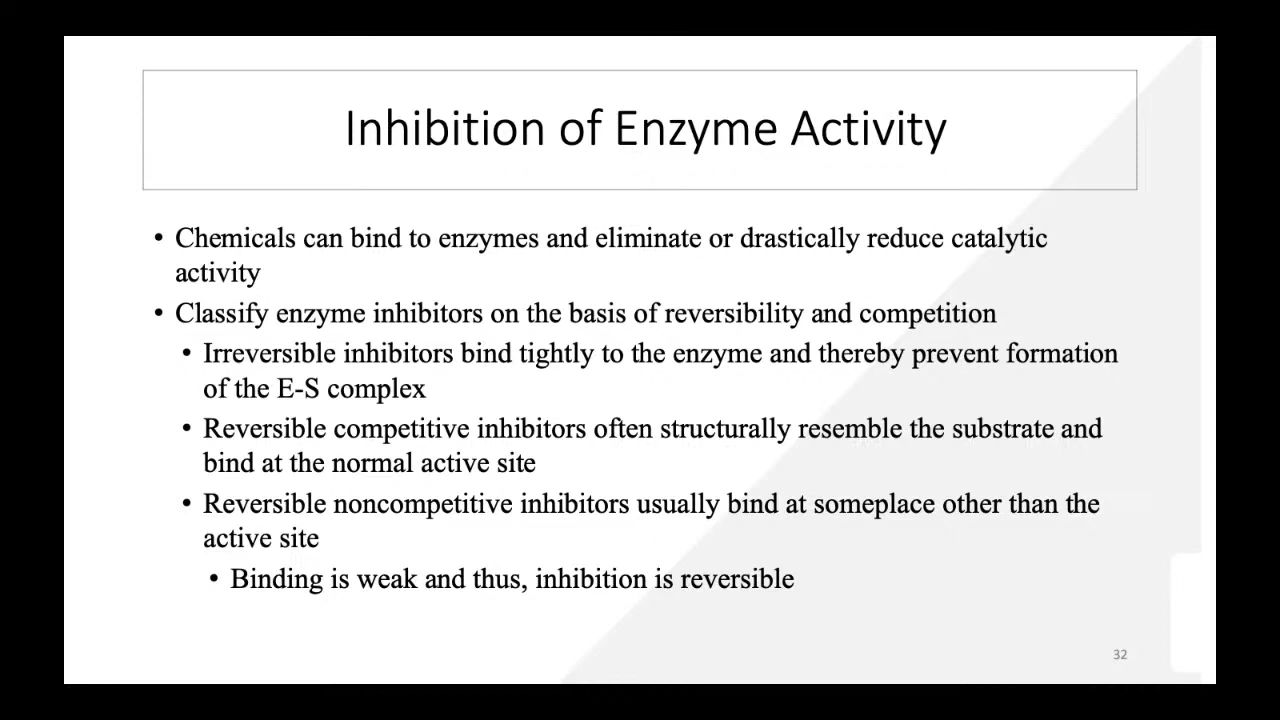 Inhibition of Enzyme Activity
• Chemicals can bind to enzymes and eliminate or drastically reduce catalytic
activity
• Classify enzyme inhibitors on the basis of reversibility and competition
• Irreversible inhibitors bind tightly to the enzyme and thereby prevent formation
of the E-S complex
• Reversible competitive inhibitors often structurally resemble the substrate and
bind at the normal active site
• Reversible noncompetitive inhibitors usually bind at someplace other than the
active site
• Binding is weak and thus, inhibition is reversible
32